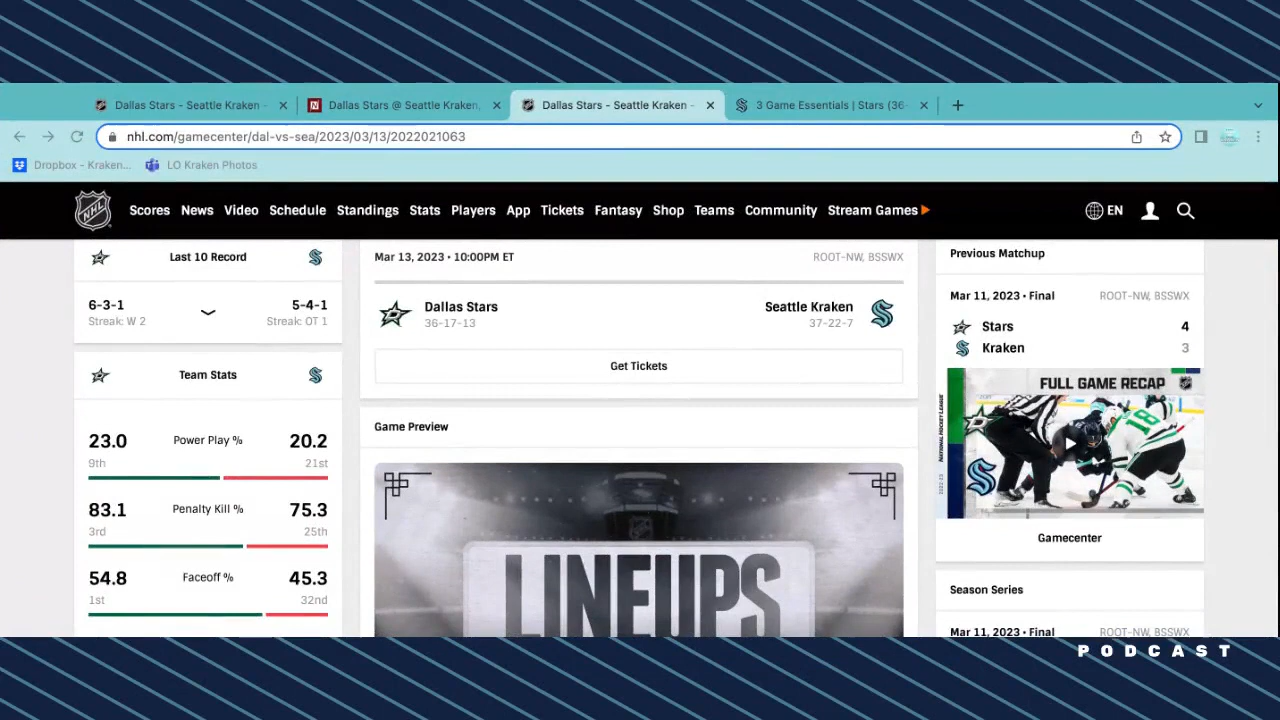 Dallas Stars - Seattle Kraken -
Dallas Stars @ Seattle Kraken,
Dallas Stars - Seattle Kraken -
3 Game Essentials | Stars (36-
nhl.com/gamecenter/dal-vs-sea/2023/03/13/2022021063
Dropbox - Kraken...
LO Kraken Photos
NHL
Scores News Video Schedule Standings Stats Players App Tickets Fantasy Shop Teams Community Stream Games
EN
Last 10 Record
6-3-1 5-4-1
Streak: W 2 Streak: OT 1
Team Stats
23.0 Power Play % 20.2
9th 21st
83.1 Penalty Kill % 75.3
3rd 25th
54.8 Faceoff % 45.3
1st 32nd
Mar 13, 2023 • 10:00PM ET ROOT-NW, BSSWX
Dallas Stars Seattle Kraken
36-17-13 37-22-7
Get Tickets
Game Preview
LINEUPS
Previous Matchup
Mar 11, 2023 • Final ROOT-NW, BSSWX
Stars 4
Kraken 3
FULL GAME RECAP
NATIONAL HOCKEY LEAGUE
18
Gamecenter
Season Series
Mar 11, 2023 • Final ROOT-NW, BSSWX
PODCAST